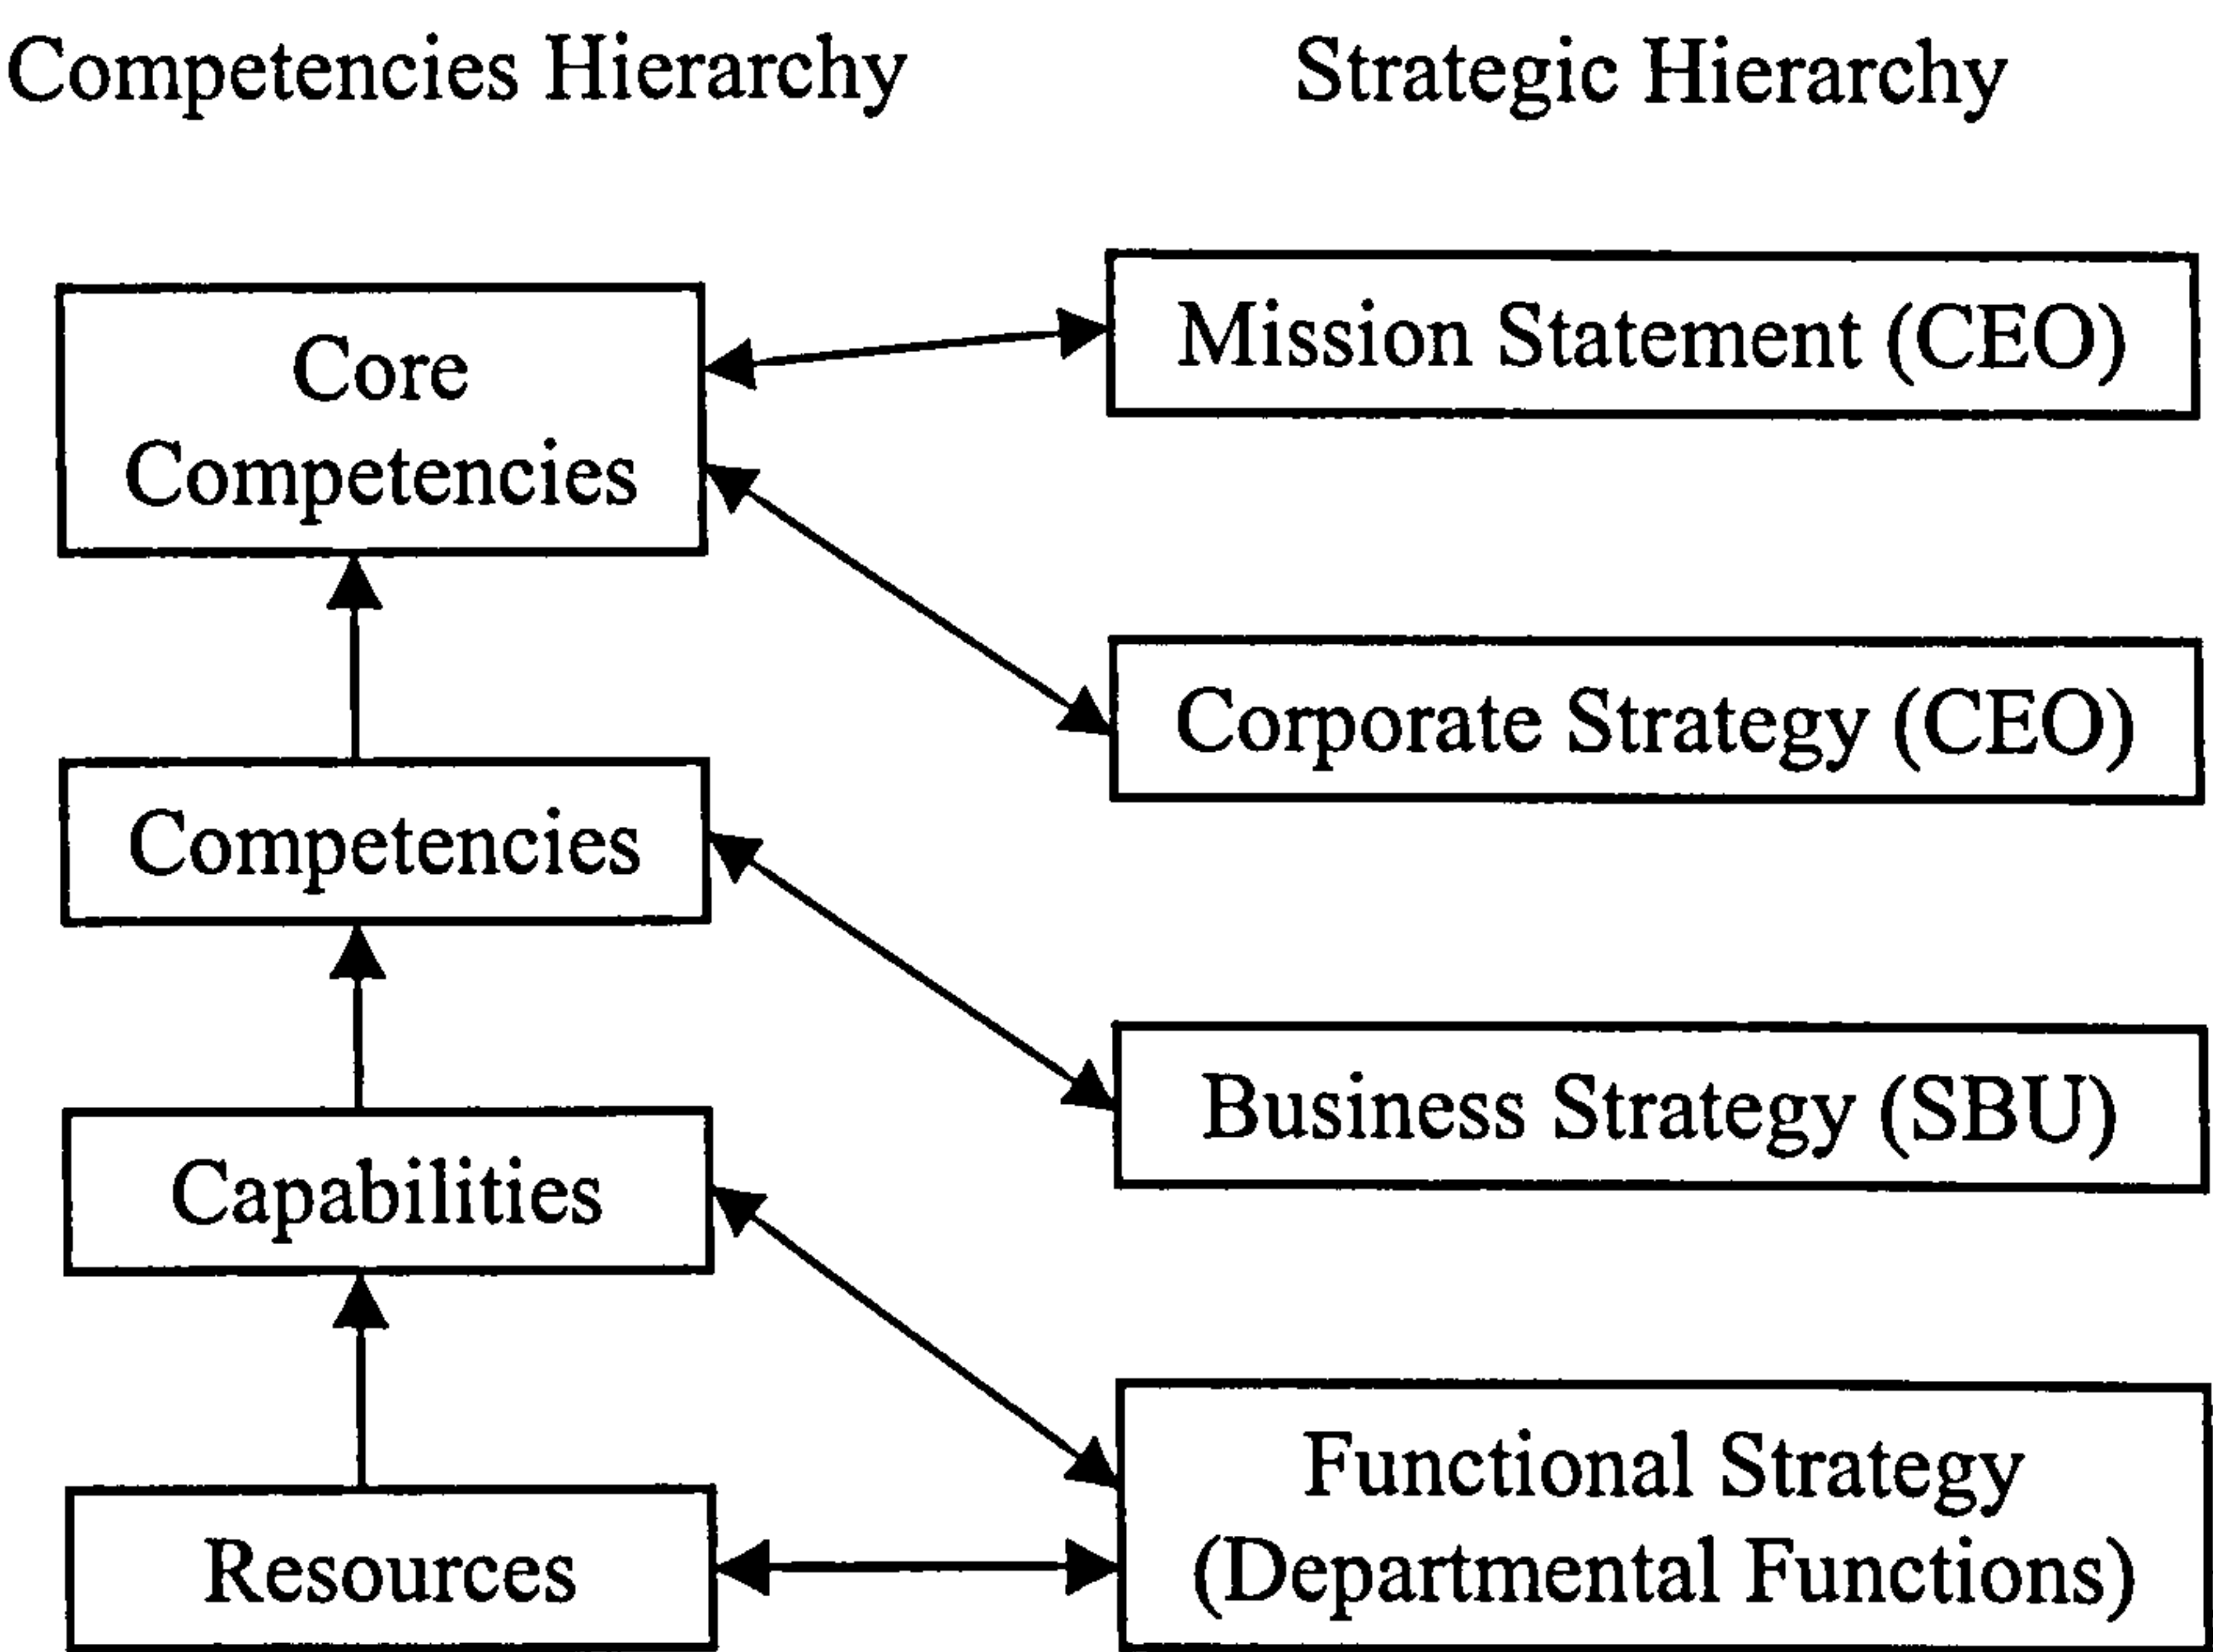 Competencies Hierarchy
Strategic Hierarchy
Core
Competencies
Mission Statement (CEO)
Corporate Strategy (CEO)
Competencies
Business Strategy (SBU)
Capabilities
Functional Strategy
(Departmental Functions)
Resources